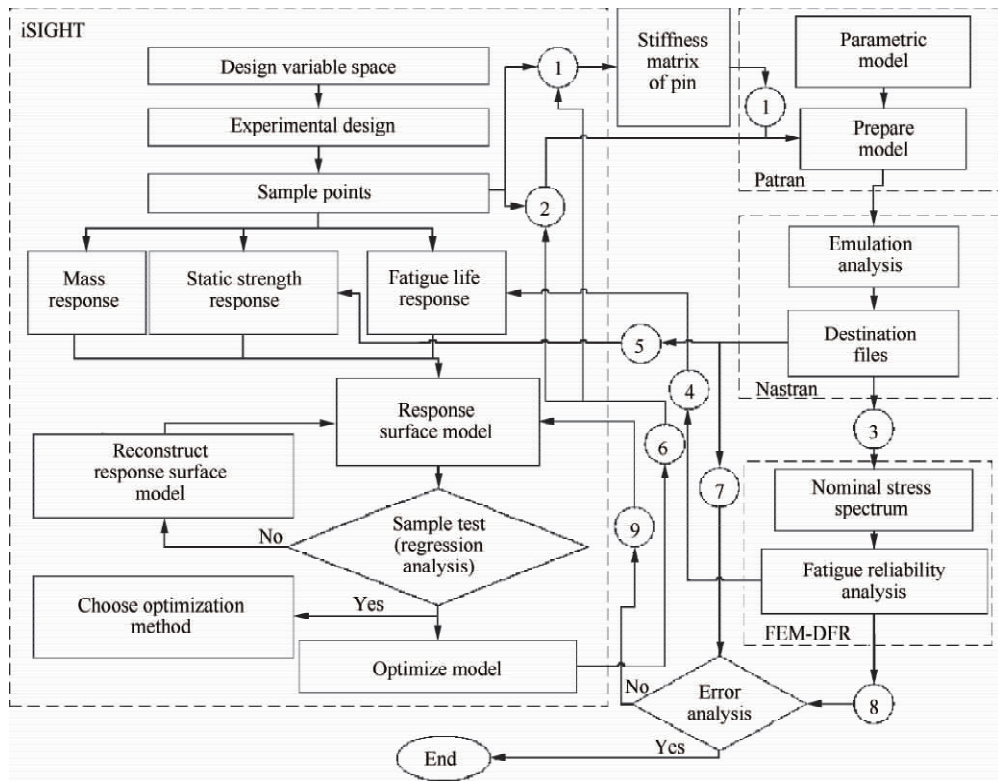 iSIGHT
Design variable space
Experimental design
Sample points
Mass
response
Static strength
response
Fatigue life
response
Response
surface model
Reconstruct
response surface
model
No
Sample test
(regression
analysis)
Yes
Choose optimization
method
Optimize model
1
2
Stiffness
matrix
of pin
1
Parametric
model
Prepare
model
Patran
Emulation
analysis
Destination
files
Nastran
5
4
6
3
7
9
Nominal stress
spectrum
Fatigue reliability
analysis
FEM-DFR
No
Error
analysis
8
Yes
End